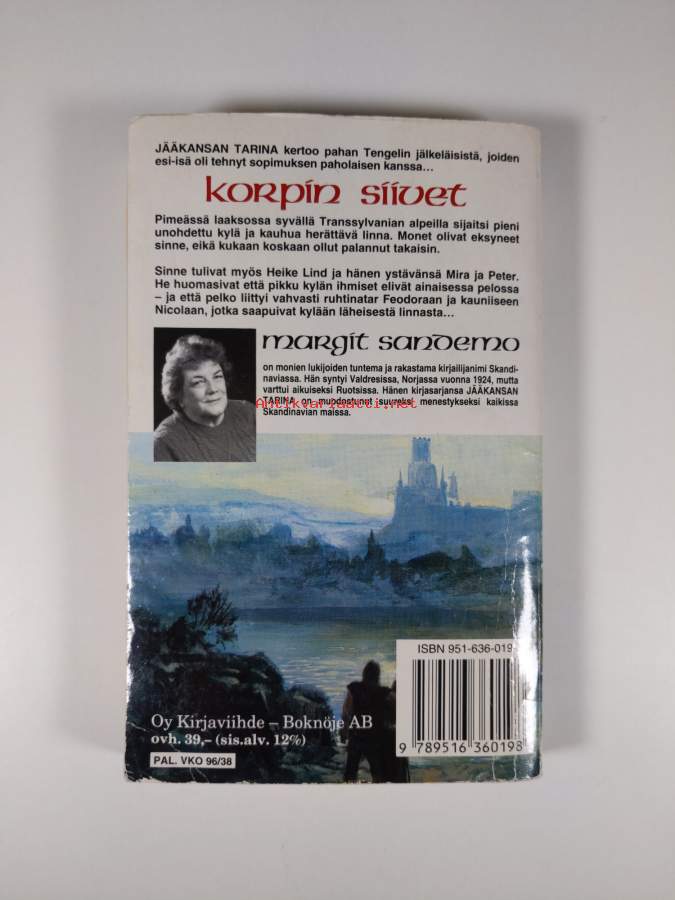 JÄÄKANSAN TARINA kertoo pahan Tengelin jälkeläisistä, joiden
esi-isä oli tehnyt sopimuksen paholaisen kanssa...
korpin siivet
Pimeässä laaksossa syvällä Transsylvanian alpeilla sijaitsi pieni
unohdettu kylä ja kauhua herättävä linna. Monet olivat eksyneet
sinne, eikä kukaan koskaan ollut palannut takaisin.
Sinne tulivat myös Heike Lind ja hänen ystävänsä Mira ja Peter.
He huomasivat että pikku kylän ihmiset elivät ainaisessa pelossa
– ja että pelko liittyi vahvasti ruhtinatar Feodoraan ja kauniiseen
Nicolaan, jotka saapuivat kylään läheisestä linnasta...
margit sandemo
on monien lukijoiden tuntema ja rakastama kirjailijanimi Skandi-
naviassa. Hän syntyi Valdresissa, Norjassa vuonna 1924, mutta
varttui aikuiseksi Ruotsissa. Hänen kirjasarjansa JÄÄKANSAN
TARINA on muodostunut suureksi menestykseksi kaikissa
Skandinavian maissa.
Antikvariaatti.net
ISBN 951-636-019
Oy Kirjaviihde – Boknöje AB
ovh. 39,– (sis.alv. 12%)
PAL. VKO 96/38
9 789516 360198